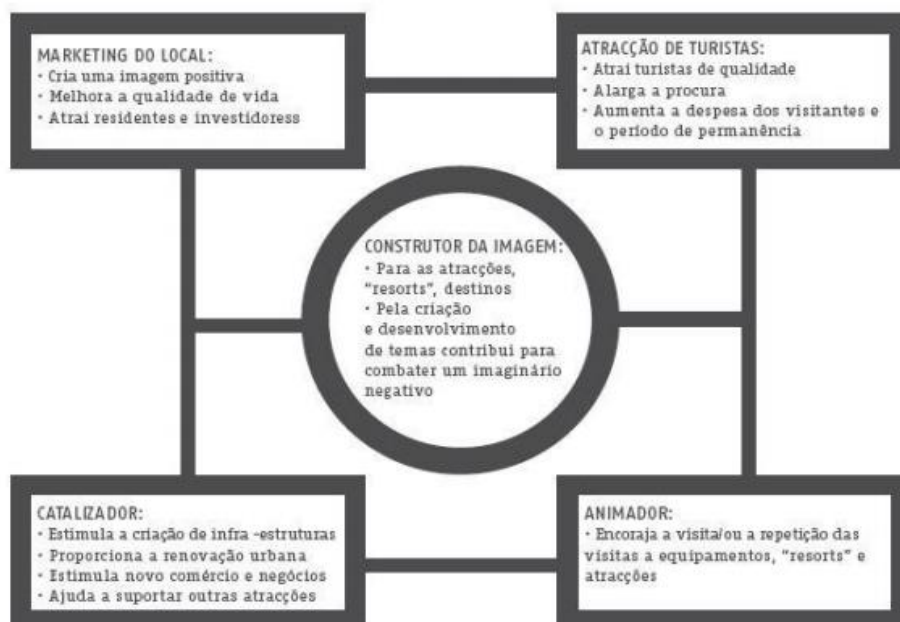 MARKETING DO LOCAL:
• Cria uma imagem positiva
• Melhora a qualidade de vida
• Atrai residentes e investidoress
ATRACÇÃO DE TURISTAS:
• Atrai turistas de qualidade
• Alarga a procura
• Aumenta a despesa dos visitantes e
o período de permanência
CONSTRUTOR DA IMAGEM:
• Para as atracções,
“resorts”, destinos
• Pela criação
e desenvolvimento
de temas contribui para
combater um imaginário
negativo
CATALIZADOR:
• Estimula a criação de infra -estruturas
• Proporciona a renovação urbana
• Estimula novo comércio e negócios
• Ajuda a suportar outras atracções
ANIMADOR:
• Encoraja a visita/ou a repetição das
visitas a equipamentos, “resorts” e
atracções